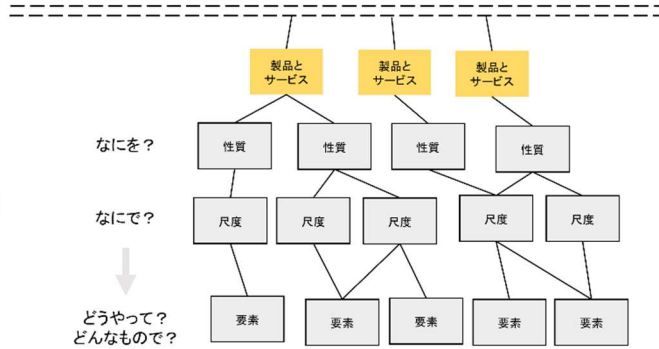 製品と
サービス
製品と
サービス
製品と
サービス
なにを？
性質
性質
性質
性質
なにで？
尺度
尺度
尺度
尺度
尺度
どうやって？
どんなもので？
要素
要素
要素
要素
要素